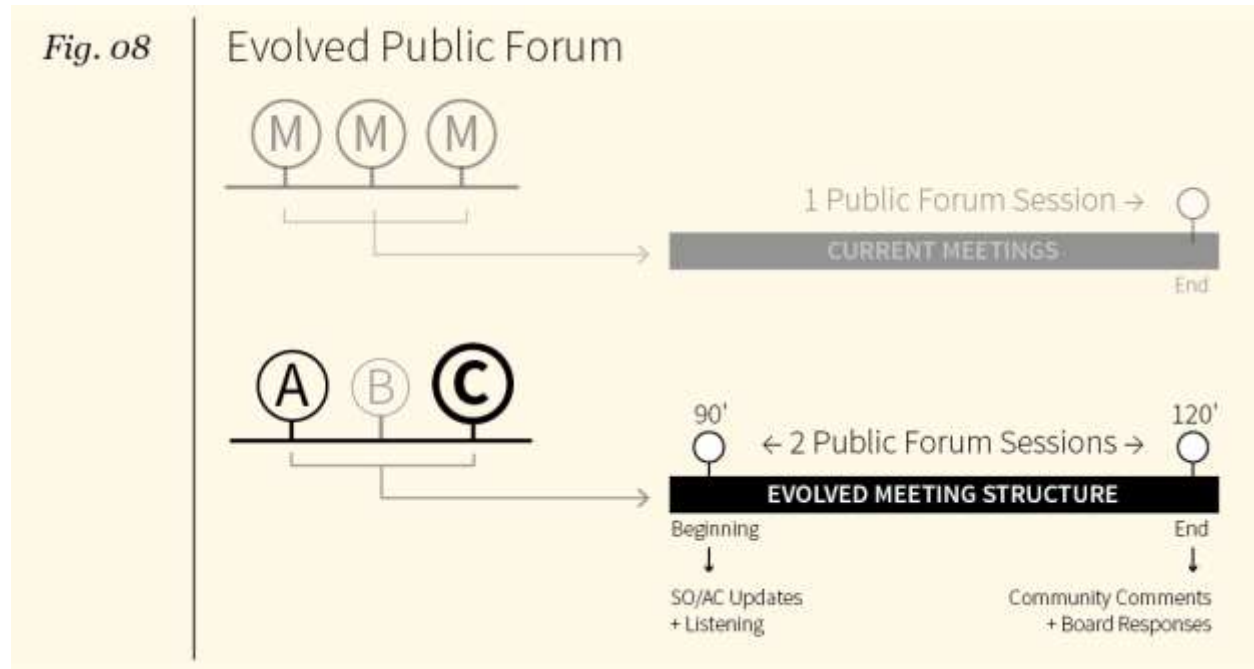 Fig. 08
Evolved Public Forum
M M M
1 Public Forum Session →
CURRENT MEETINGS
End
A B C
90' 120'
← 2 Public Forum Sessions →
EVOLVED MEETING STRUCTURE
Beginning End
SO/AC Updates
+ Listening
Community Comments
+ Board Responses